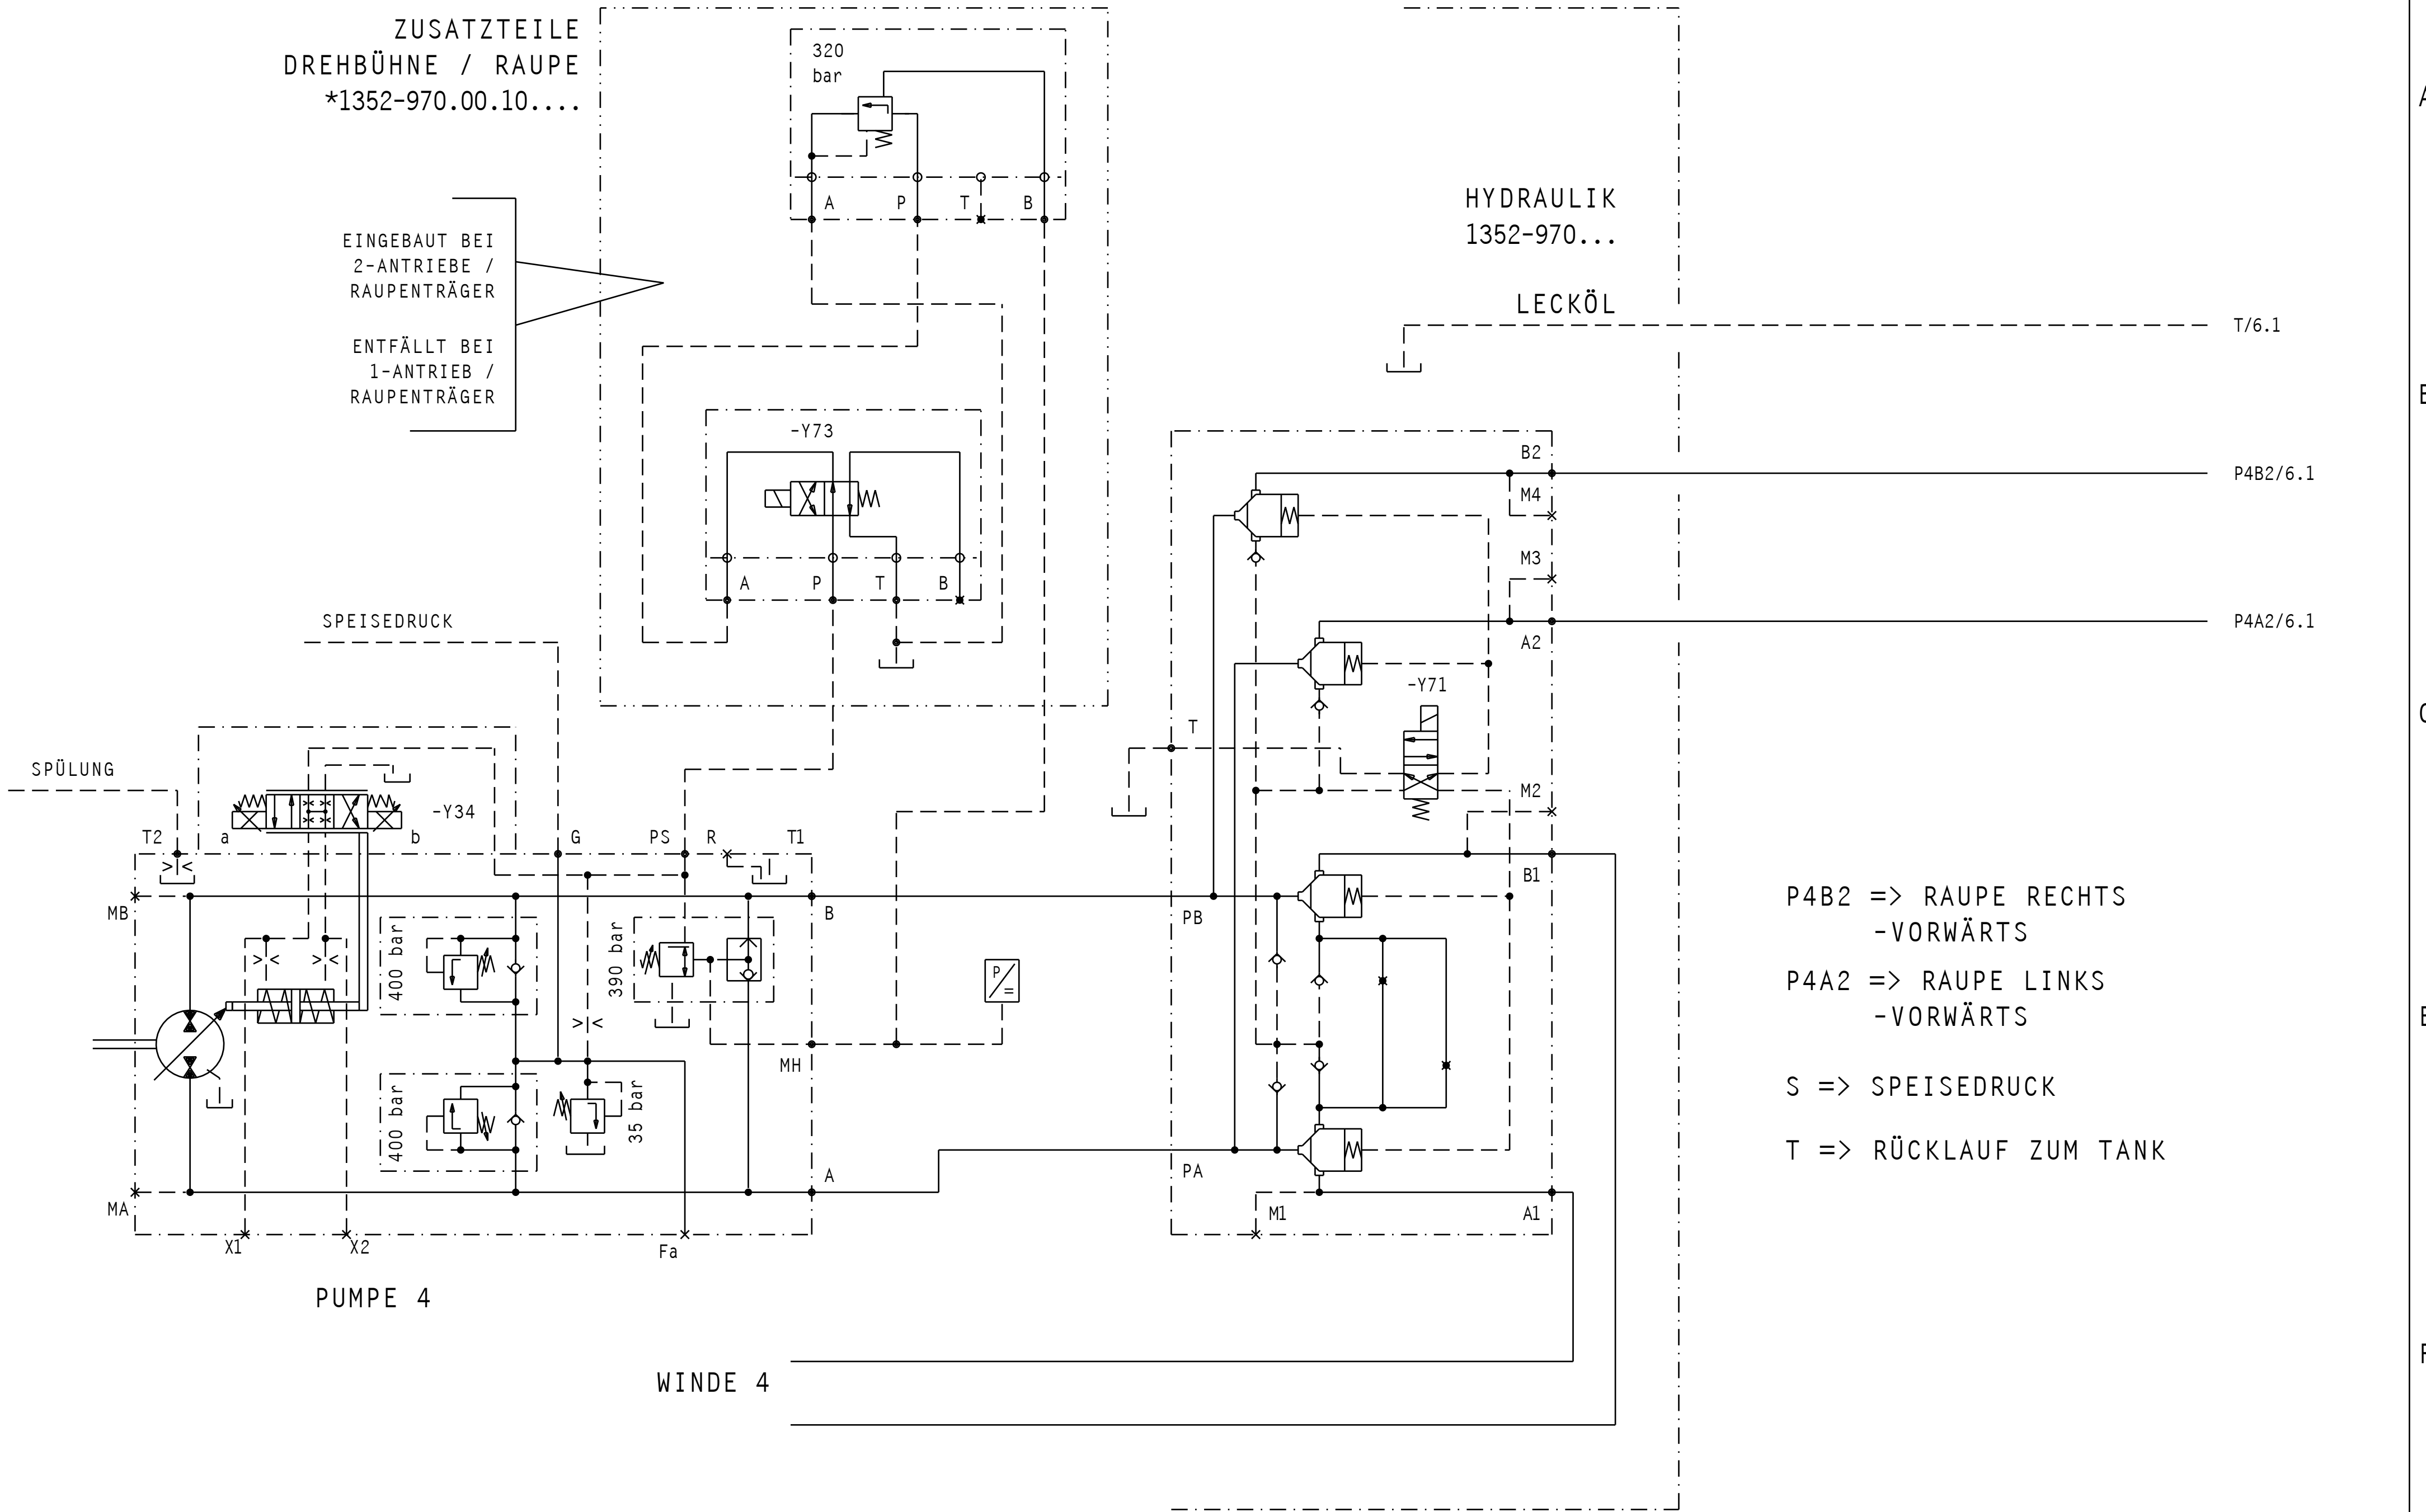 ZUSATZTEILE
DREHBÜHNE / RAUPE
*1352-970.00.10....
320
bar
A
P
T
B
EINGEBAUT BEI
2-ANTRIEBE /
RAUPENTRÄGER
ENTFÄLLT BEI
1-ANTRIEB /
RAUPENTRÄGER
HYDRAULIK
1352-970...
LECKÖL
T/6.1
-Y73
A
P
T
B
B2
P4B2/6.1
M4
M3
P4A2/6.1
A2
SPEISEDRUCK
-Y71
T
SPÜLUNG
M2
-Y34
T2
a
b
G
PS
R
T1
B1
MB
B
PB
400 bar
390 bar
P
=
MH
400 bar
35 bar
A
PA
MA
M1
A1
X1
X2
Fa
PUMPE 4
WINDE 4
P4B2 => RAUPE RECHTS
-VORWÄRTS
P4A2 => RAUPE LINKS
-VORWÄRTS
S => SPEISEDRUCK
T => RÜCKLAUF ZUM TANK